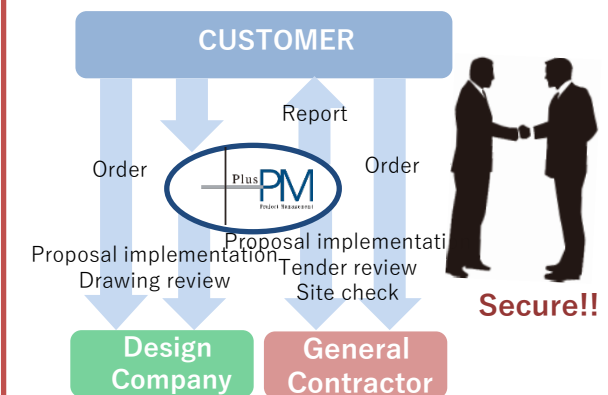 CUSTOMER
Report
Order
Order
Plus
PM
Project Management
Proposal implementation
Drawing review
Proposal implementati
Tender review
Site check
Secure!!
Design
Company
General
Contractor